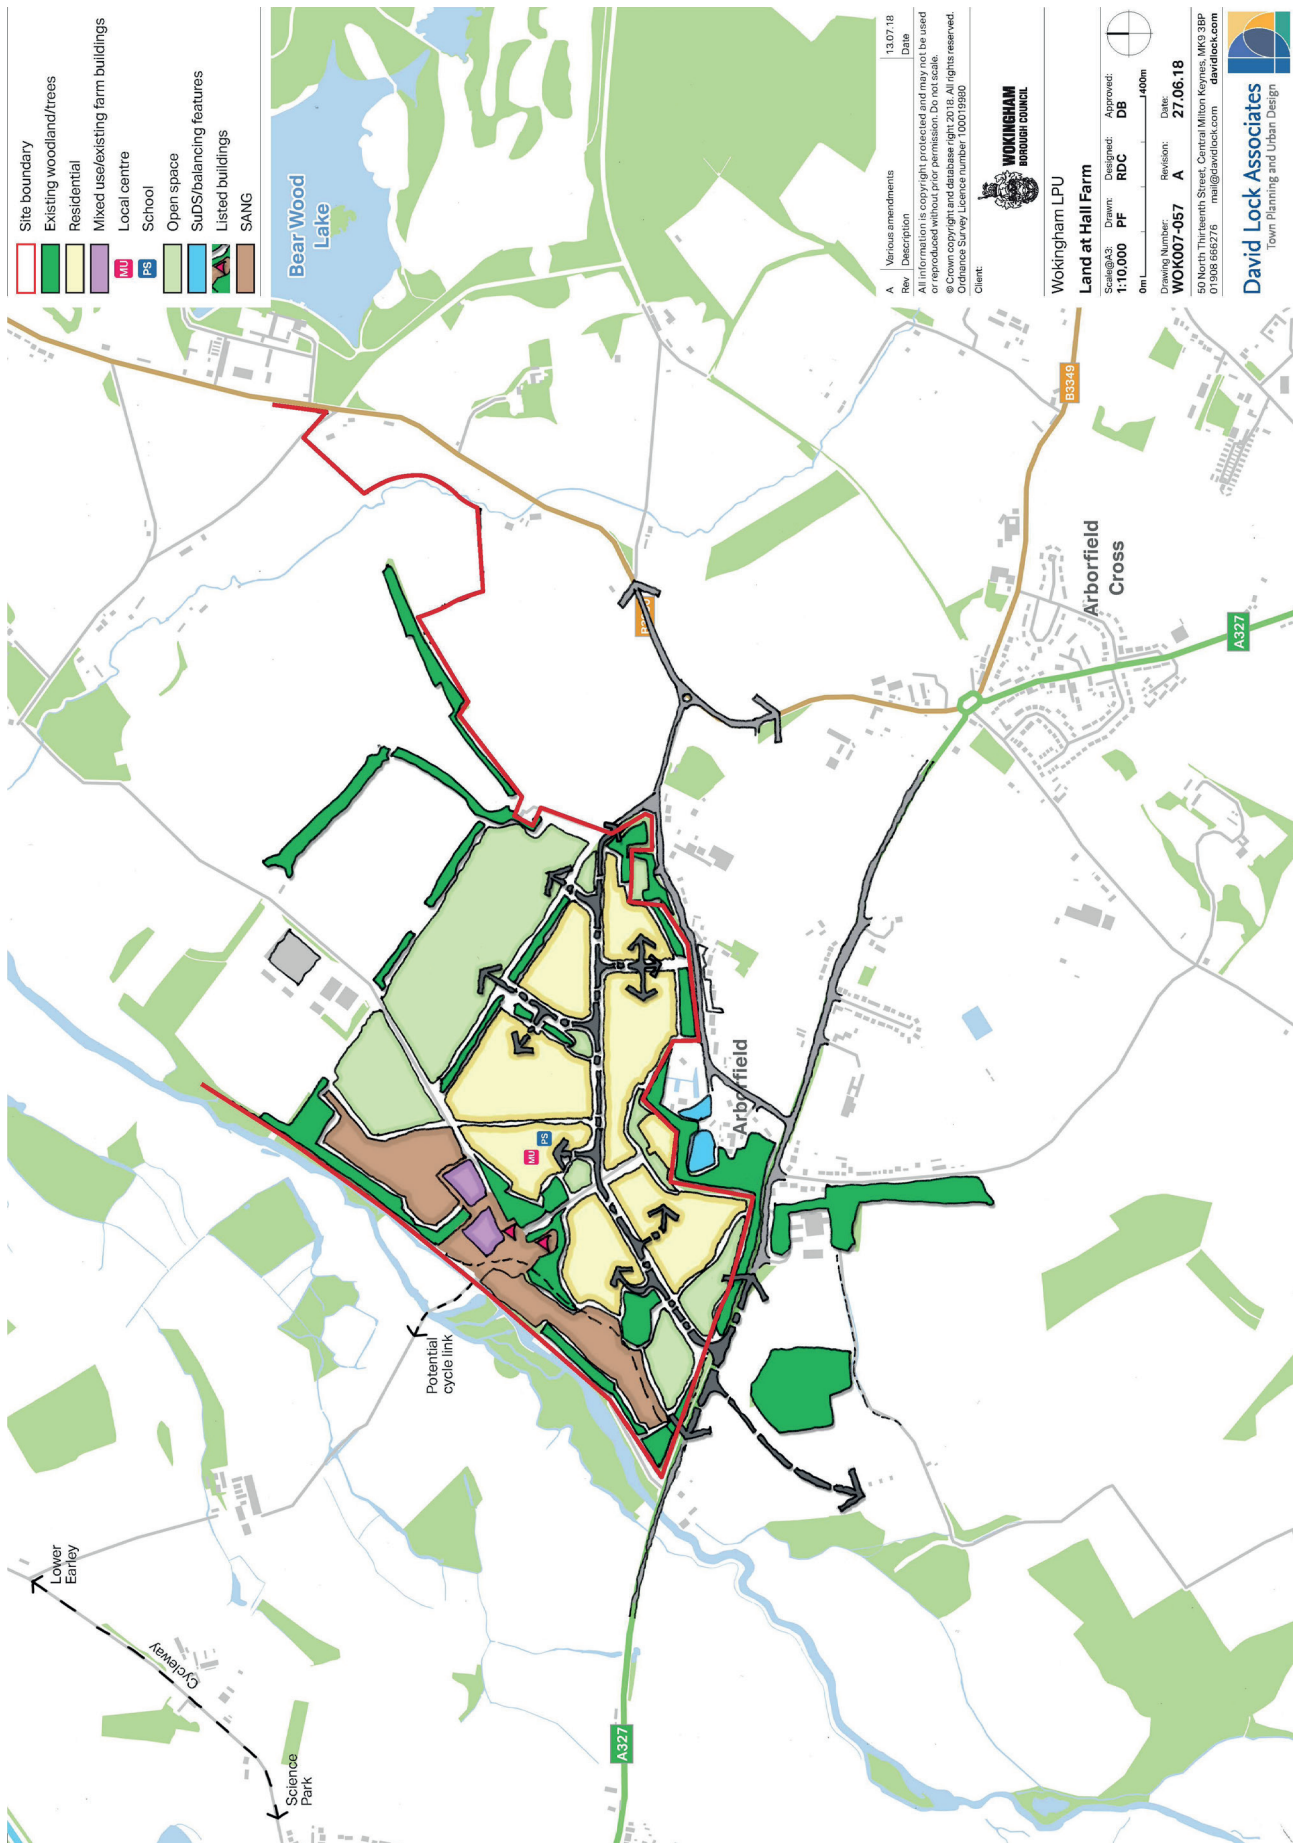 Site boundary
Existing woodland/trees
Residential
Mixed use/existing farm buildings
MU
Local centre
PS
School
Open space
SuDS/balancing features
Listed buildings
SANG
Bear Wood
Lake
A Various amendments 13.07.18
Rev Description Date
All information is copyright protected and may not be used
or reproduced without prior permission. Do not scale.
© Crown copyright and database right 2018. All rights reserved.
Ordnance Survey Licence number 100019980
Client:
WOKINGHAM
BOROUGH COUNCIL
Wokingham LPU
Land at Hall Farm
Scale@A3: Drawn: Designed: Approved:
1:10,000 PF RDC DB
0m 400m
Drawing Number: Revision: Date:
WOK007-057 A 27.06.18
50 North Thirteenth Street, Central Milton Keynes, MK9 3BP
01908 666276 mail@davidlock.com davidlock.com
David Lock Associates
Town Planning and Urban Design
Lower
Earley
Cycleway
Science
Park
Potential
cycle link
MU
PS
Arborfield
Arborfield
Cross
B3349
A327
A327